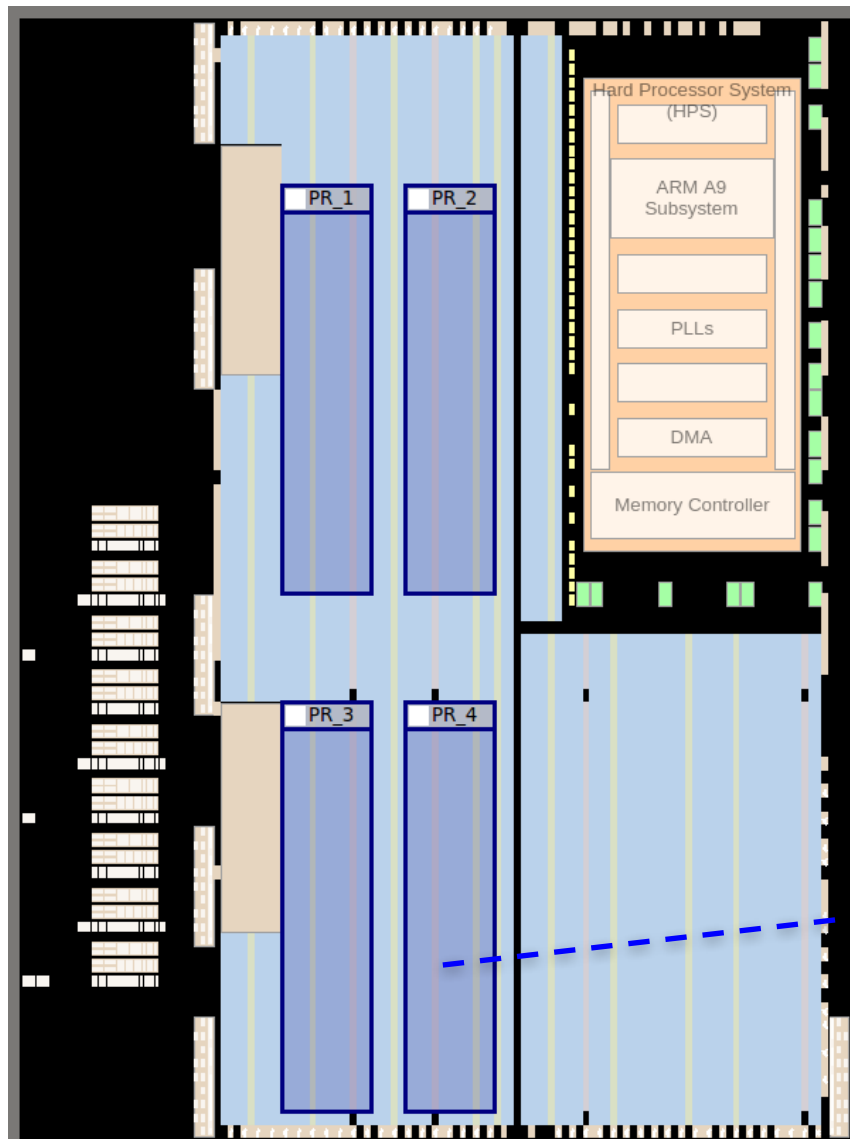 Hard Processor System
(HPS)
ARM A9
Subsystem
PLLs
DMA
Memory Controller
PR_1
PR_2
PR_3
PR_4